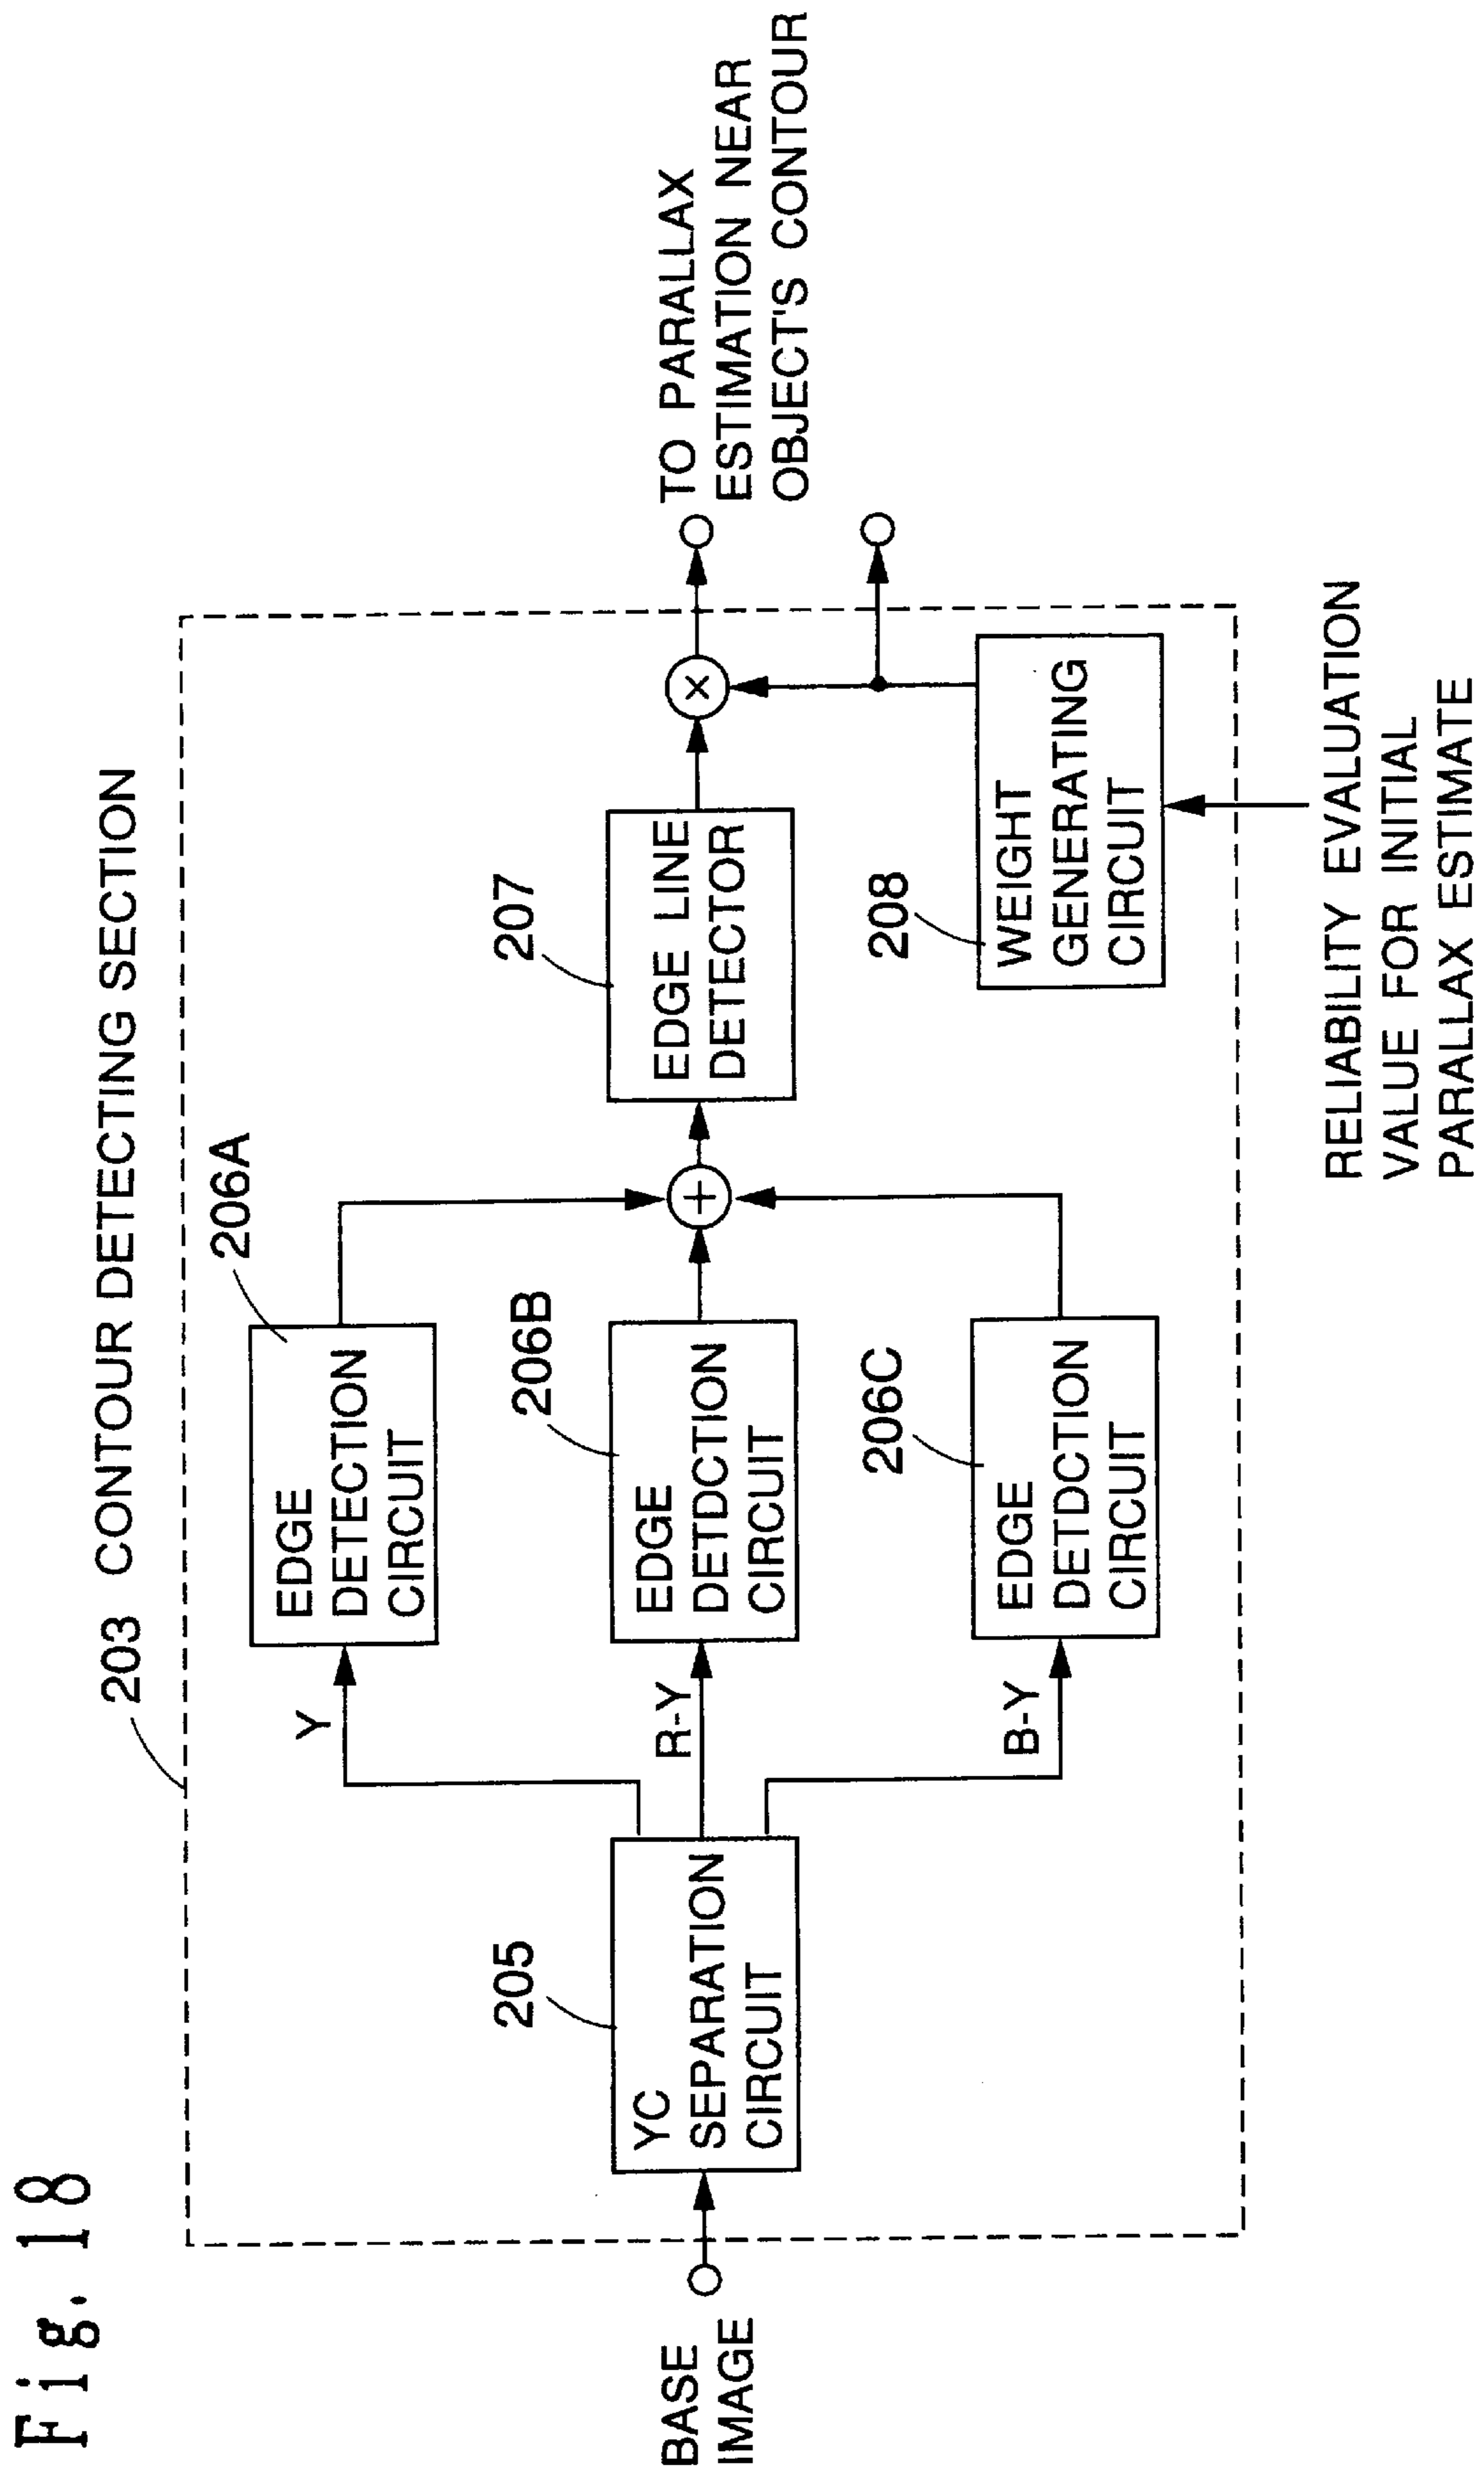 Fig. 18
203 CONTOUR DETECTING SECTION
BASE
IMAGE
205
YC
SEPARATION
CIRCUIT
Y
R-Y
B-Y
206A
EDGE
DETECTION
CIRCUIT
206B
EDGE
DETDCTION
CIRCUIT
206C
EDGE
DETDCTION
CIRCUIT
+
207
EDGE LINE
DETECTOR
×
208
WEIGHT
GENERATING
CIRCUIT
TO PARALLAX
ESTIMATION NEAR
OBJECT'S CONTOUR
RELIABILITY EVALUATION
VALUE FOR INITIAL
PARALLAX ESTIMATE